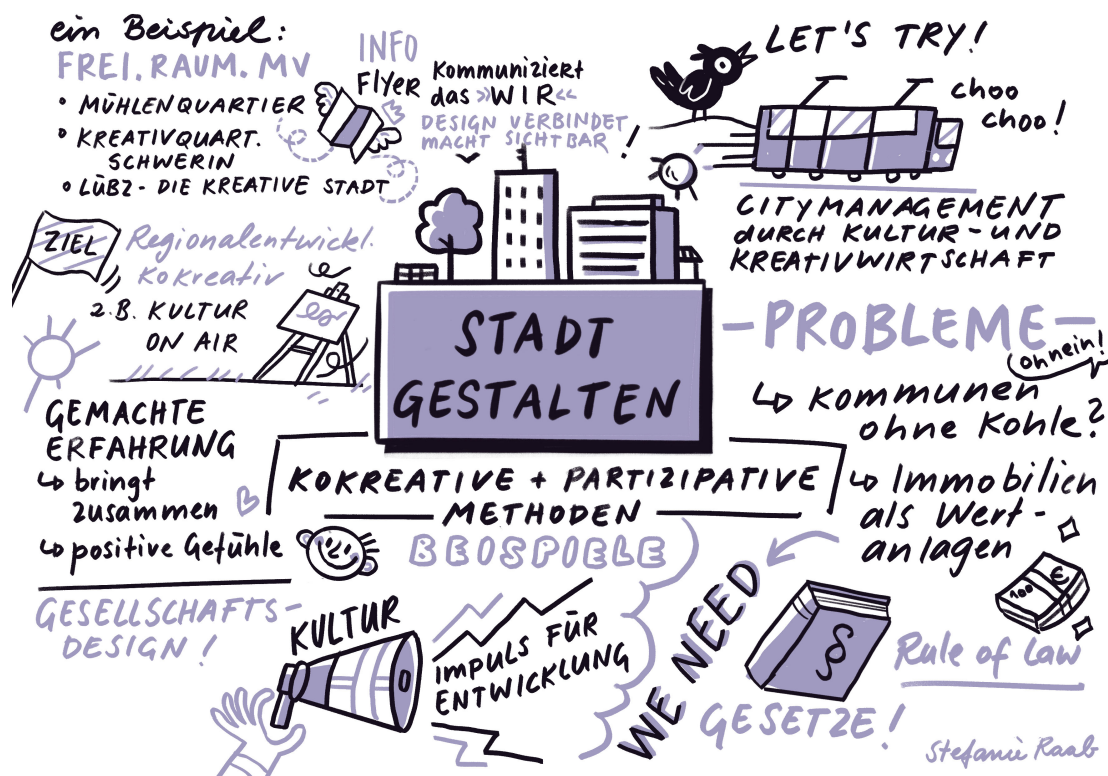 ein Beispiel:
FREI.RAUM.MV
• MÜHLENQUARTIER
• KREATIVQUART.
SCHWERIN
• LÜBZ - DIE KREATIVE STADT
INFO
Flyer
Kommuniziert
das »WIR«
DESIGN VERBINDET
MACHT SICHTBAR !
LET'S TRY!
choo
choo!
CITYMANAGEMENT
durch KULTUR- UND
KREATIVWIRTSCHAFT
ZIEL
Regionalentwickl.
Kokreativ
z.B. KULTUR
ON AIR
STADT
GESTALTEN
KOKREATIVE + PARTIZIPATIVE
METHODEN
BEISPIELE
- PROBLEME -
ohnein!
↳ Kommunen
ohne Kohle?
↳ Immobilien
als Wert-
anlagen
100 €
GEMACHTE
ERFAHRUNG
↳ bringt
zusammen
↳ positive Gefühle
GESELLSCHAFTS-
DESIGN!
KULTUR
IMPULS FÜR
ENTWICKLUNG
WE NEED
§
GESETZE!
Rule of Law
Stefanie Raab